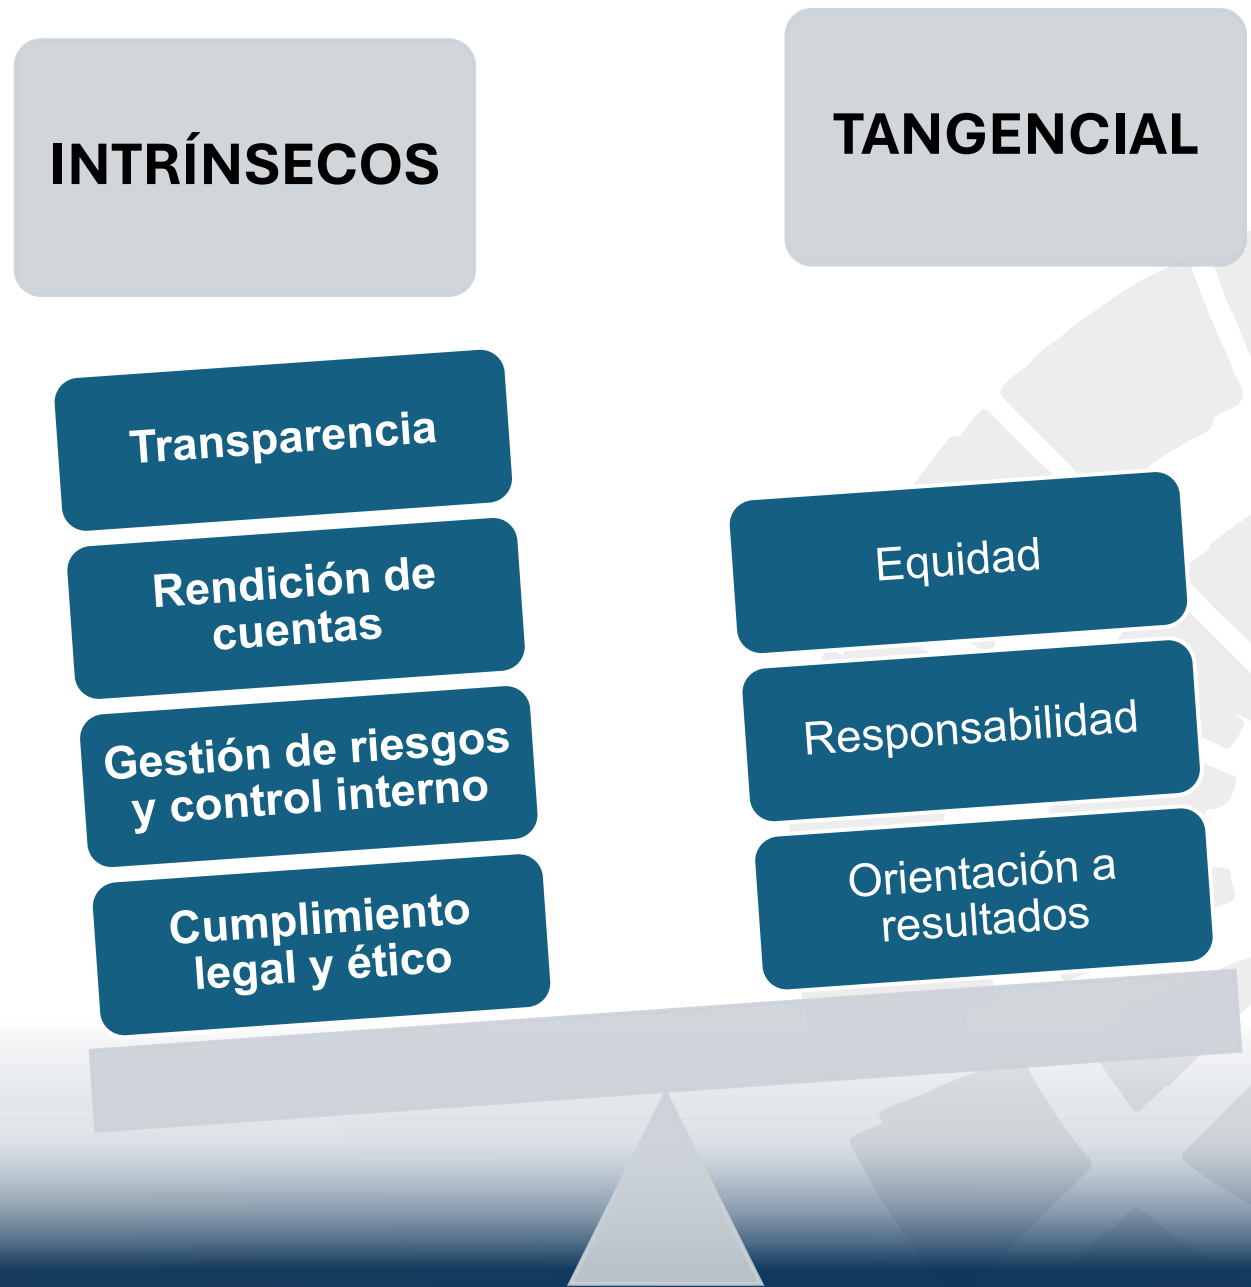 INTRÍNSECOS
TANGENCIAL
Transparencia
Rendición de
cuentas
Gestión de riesgos
y control interno
Cumplimiento
legal y ético
Equidad
Responsabilidad
Orientación a
resultados